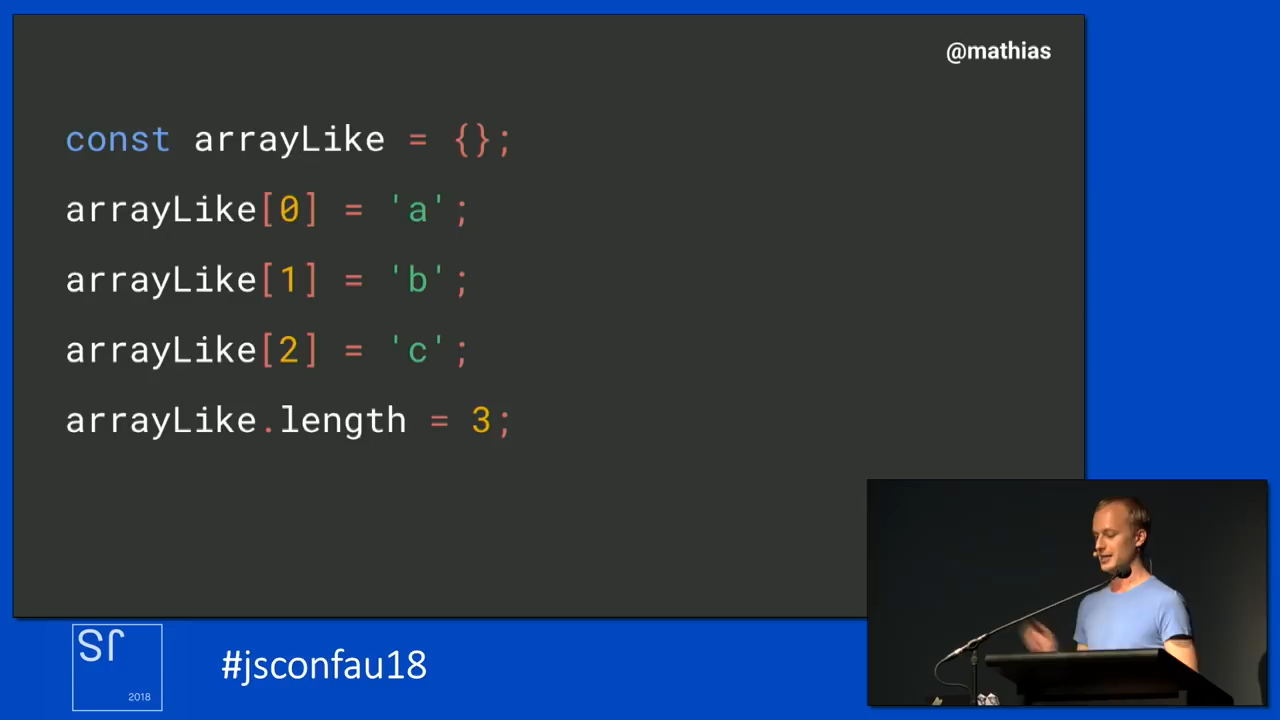 @mathias
const arrayLike = {};
arrayLike[0] = 'a';
arrayLike[1] = 'b';
arrayLike[2] = 'c';
arrayLike.length = 3;
JS
2018
#jsconfau18